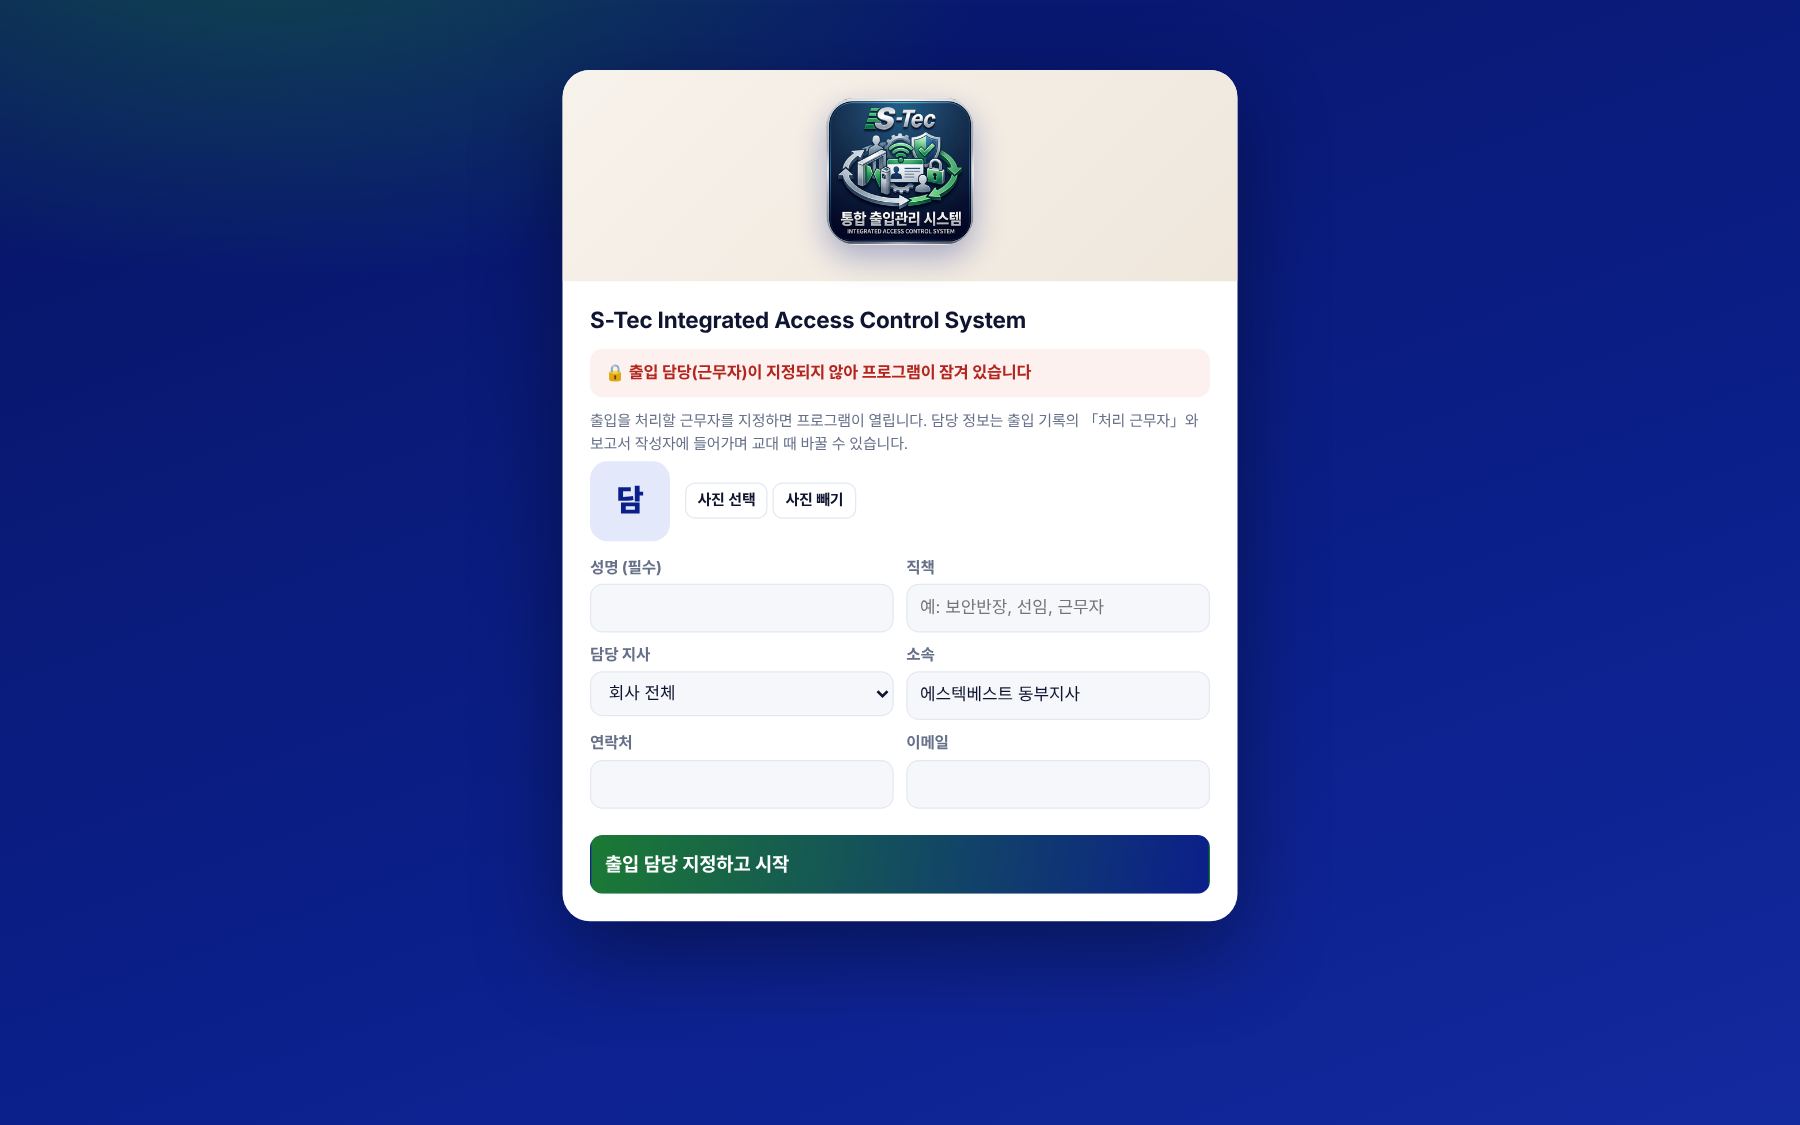 S-Tec
통합 출입관리 시스템
INTEGRATED ACCESS CONTROL SYSTEM
S-Tec Integrated Access Control System
🔒 출입 담당(근무자)이 지정되지 않아 프로그램이 잠겨 있습니다
출입을 처리할 근무자를 지정하면 프로그램이 열립니다. 담당 정보는 출입 기록의 「처리 근무자」와
보고서 작성자에 들어가며 교대 때 바꿀 수 있습니다.
담
사진 선택
사진 빼기
성명 (필수)
직책
예: 보안반장, 선임, 근무자
담당 지사
소속
회사 전체
에스텍베스트 동부지사
연락처
이메일
출입 담당 지정하고 시작